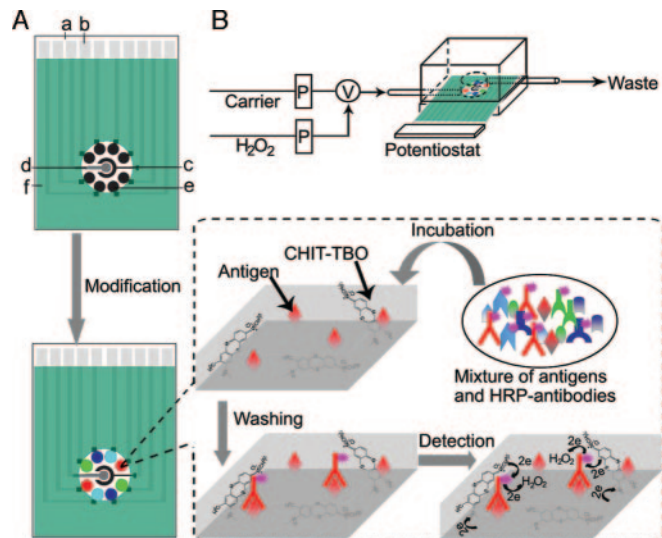 A
B
a b
d
c
f
e
Modification
P
V
Carrier
P
H₂O₂
Waste
Potentiostat
Incubation
CHIT-TBO
Antigen
Mixture of antigens
and HRP-antibodies
Washing
Detection
2e
H₂O₂
2e
2e
H₂O₂
2e
2e